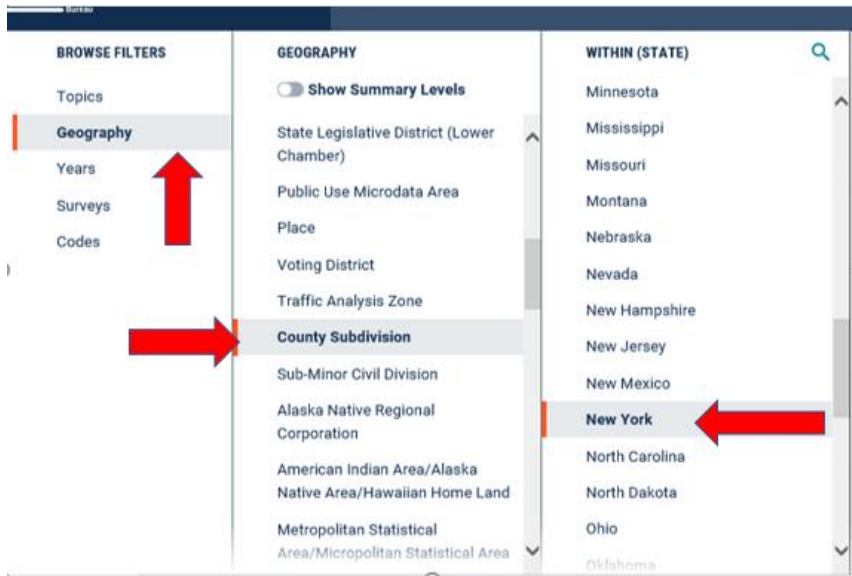 Bureau
BROWSE FILTERS
Topics
Geography
Years
Surveys
Codes
GEOGRAPHY
Show Summary Levels
State Legislative District (Lower
Chamber)
Public Use Microdata Area
Place
Voting District
Traffic Analysis Zone
County Subdivision
Sub-Minor Civil Division
Alaska Native Regional
Corporation
American Indian Area/Alaska
Native Area/Hawaiian Home Land
Metropolitan Statistical
Area/Micropolitan Statistical Area
WITHIN (STATE)
Minnesota
Mississippi
Missouri
Montana
Nebraska
Nevada
New Hampshire
New Jersey
New Mexico
New York
North Carolina
North Dakota
Ohio
Oklahoma